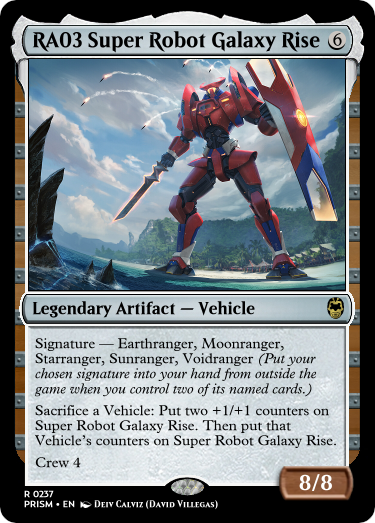 RA03 Super Robot Galaxy Rise 6
Legendary Artifact — Vehicle
Signature — Earthranger, Moonranger,
Starranger, Sunranger, Voidranger (Put your
chosen signature into your hand from outside the
game when you control two of its named cards.)
Sacrifice a Vehicle: Put two +1/+1 counters on
Super Robot Galaxy Rise. Then put that
Vehicle's counters on Super Robot Galaxy Rise.
Crew 4
8/8
R 0237
PRISM • EN Deiv Calviz (David Villegas)